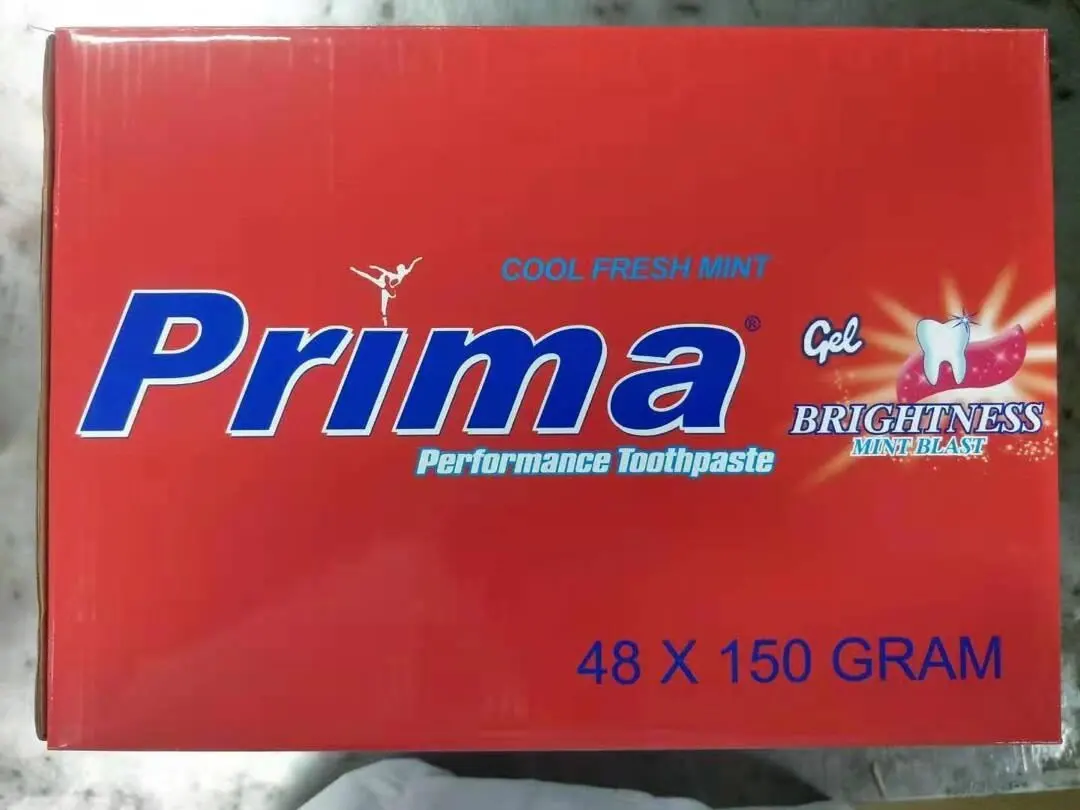 COOL FRESH MINT
Prima®
Performance Toothpaste
Gel
BRIGHTNESS
MINT BLAST
48 X 150 GRAM